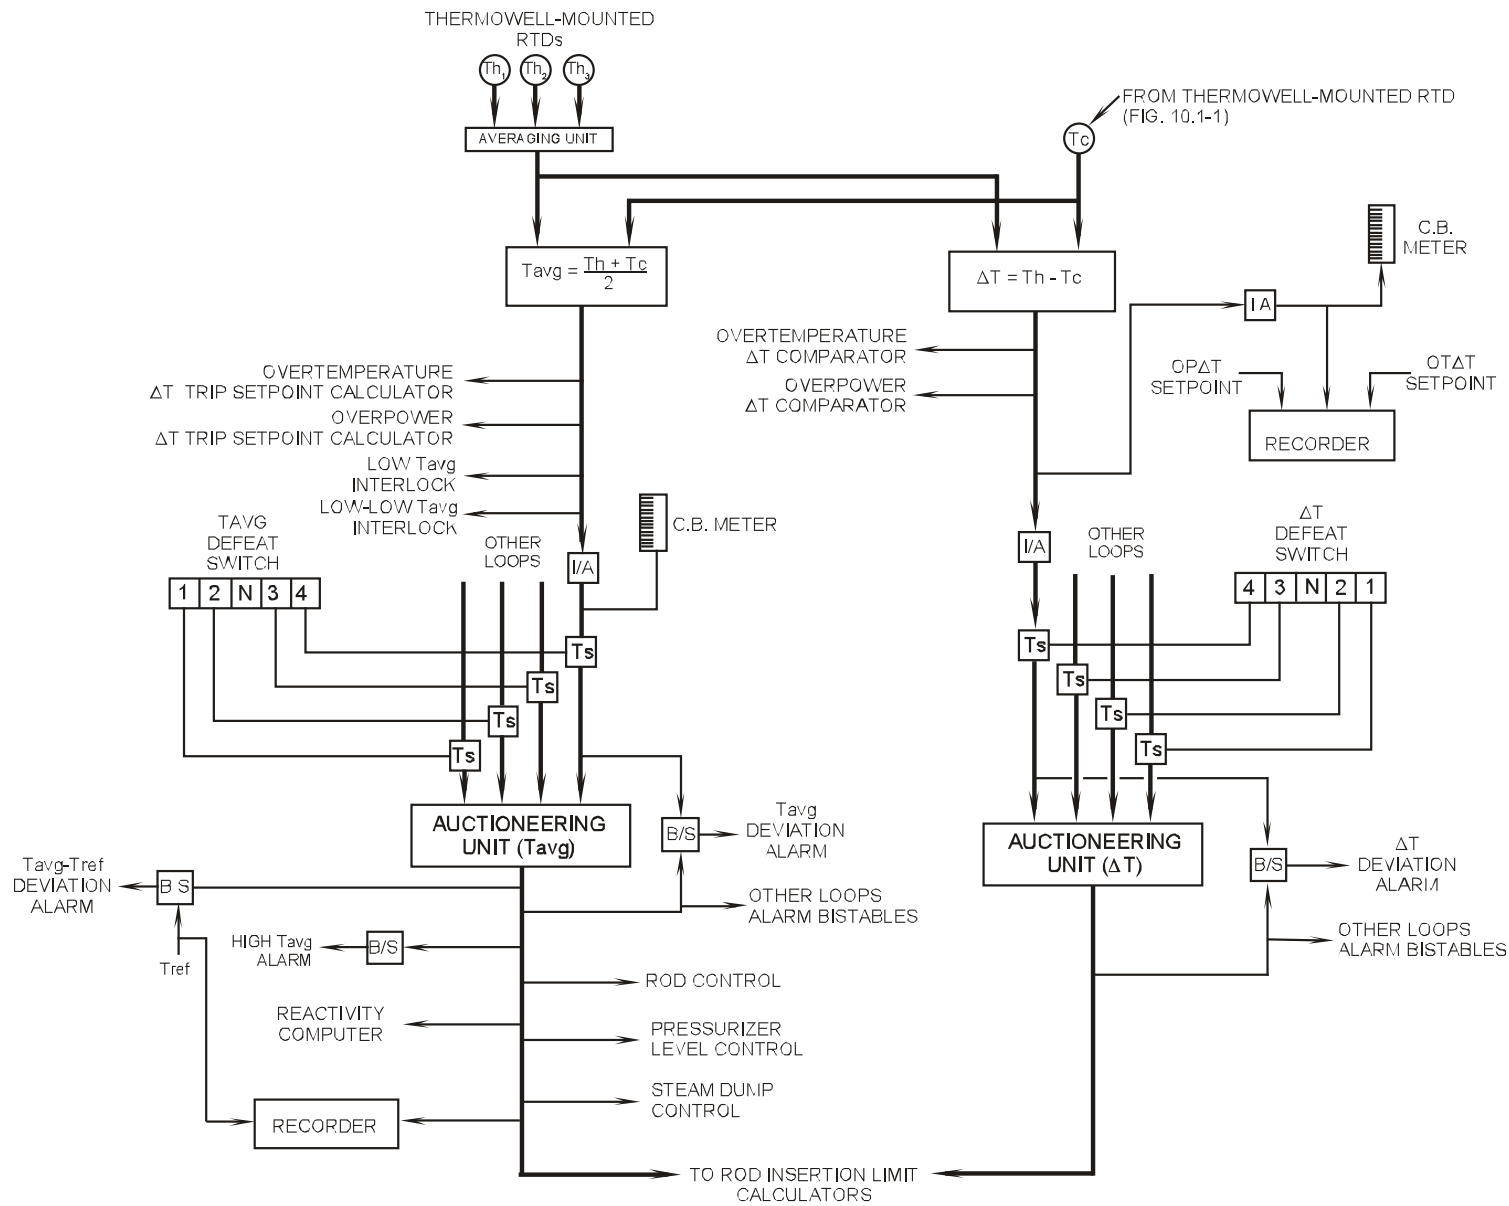 THERMOWELL-MOUNTED
RTDs
Th1
Th2
Th3
AVERAGING UNIT
FROM THERMOWELL-MOUNTED RTD
(FIG. 10.1-1)
Tc
Tavg = Th + Tc
2
ΔT = Th - Tc
C.B.
METER
I A
OVERTEMPERATURE
ΔT COMPARATOR
OVERPOWER
ΔT COMPARATOR
OPΔT
SETPOINT
OTΔT
SETPOINT
RECORDER
OVERTEMPERATURE
ΔT TRIP SETPOINT CALCULATOR
OVERPOWER
ΔT TRIP SETPOINT CALCULATOR
LOW Tavg
INTERLOCK
LOW-LOW Tavg
INTERLOCK
C.B. METER
TAVG
DEFEAT
SWITCH
1 2 N 3 4
OTHER
LOOPS
I/A
I/A
OTHER
LOOPS
ΔT
DEFEAT
SWITCH
4 3 N 2 1
Ts
Ts
Ts
Ts
Ts
Ts
Ts
Ts
AUCTIONEERING
UNIT (Tavg)
B/S
Tavg
DEVIATION
ALARM
AUCTIONEERING
UNIT (ΔT)
B/S
ΔT
DEVIATION
ALARM
Tavg-Tref
DEVIATION
ALARM
B S
OTHER LOOPS
ALARM BISTABLES
OTHER LOOPS
ALARM BISTABLES
Tref
HIGH Tavg
ALARM
B/S
ROD CONTROL
REACTIVITY
COMPUTER
PRESSURIZER
LEVEL CONTROL
STEAM DUMP
CONTROL
RECORDER
TO ROD INSERTION LIMIT
CALCULATORS